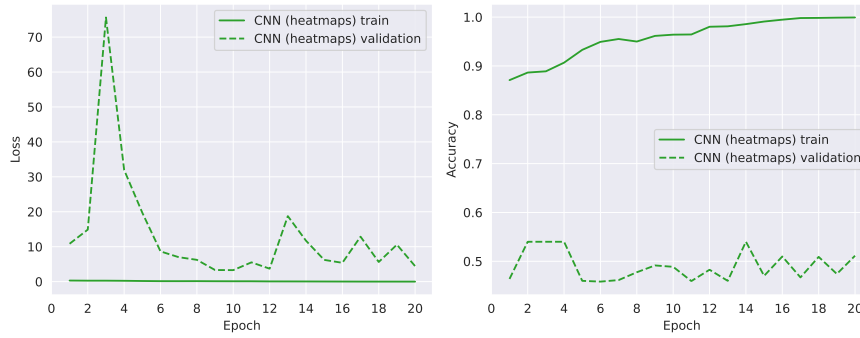 CNN (heatmaps) train
CNN (heatmaps) validation
70
60
50
40
30
20
10
0
Loss
0 2 4 6 8 10 12 14 16 18 20
Epoch
1.0
0.9
0.8
0.7
0.6
0.5
Accuracy
CNN (heatmaps) train
CNN (heatmaps) validation
0 2 4 6 8 10 12 14 16 18 20
Epoch